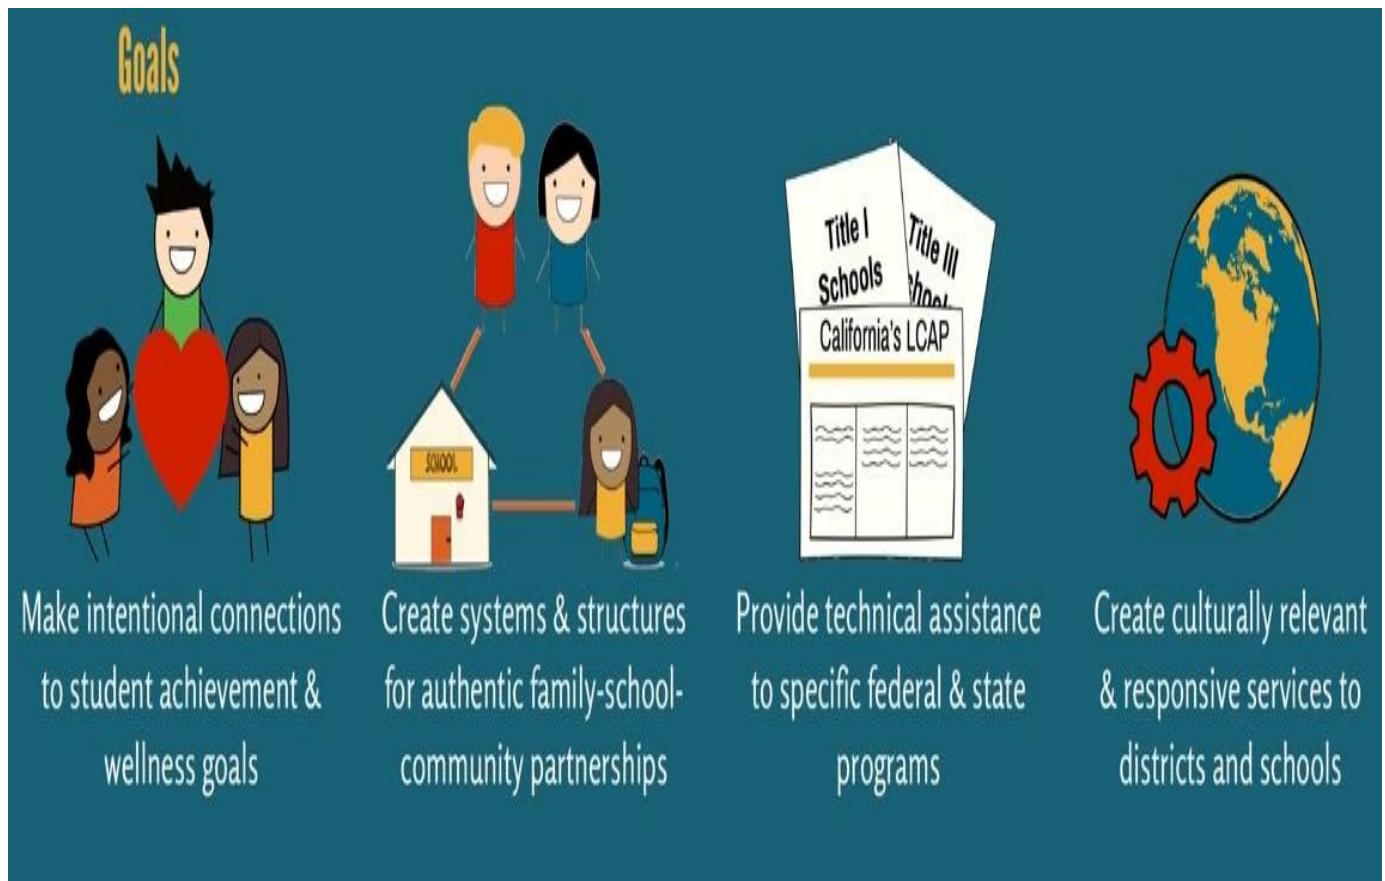 Goals
SCHOOL
Title I
Schools
Title III
California's LCAP
Make intentional connections
to student achievement &
wellness goals
Create systems & structures
for authentic family-school-
community partnerships
Provide technical assistance
to specific federal & state
programs
Create culturally relevant
& responsive services to
districts and schools